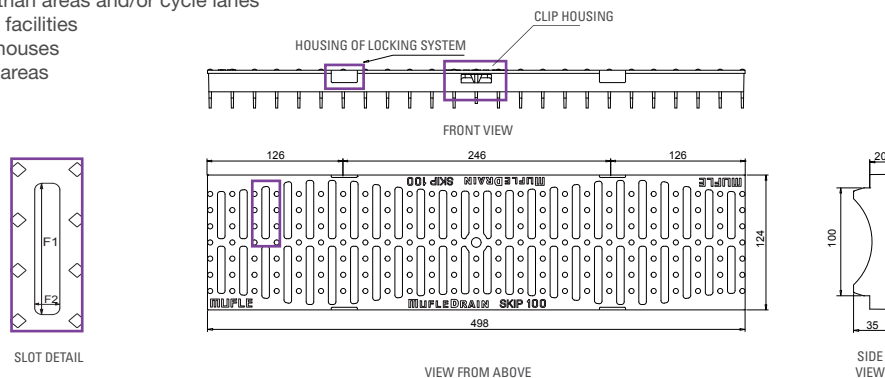 than areas and/or cycle lanes
facilities
houses
areas
CLIP HOUSING
HOUSING OF LOCKING SYSTEM
FRONT VIEW
126
246
126
20
MUFLEDRAIN SKIP 100
MUFLE
F1
F2
124
100
MUFLE
MUFLEDRAIN SKIP 100
498
35
SLOT DETAIL
VIEW FROM ABOVE
SIDE
VIEW